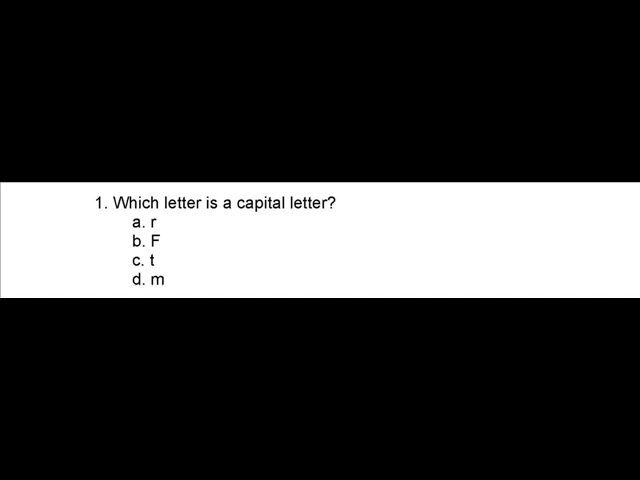 1. Which letter is a capital letter?
a. r
b. F
c. t
d. m